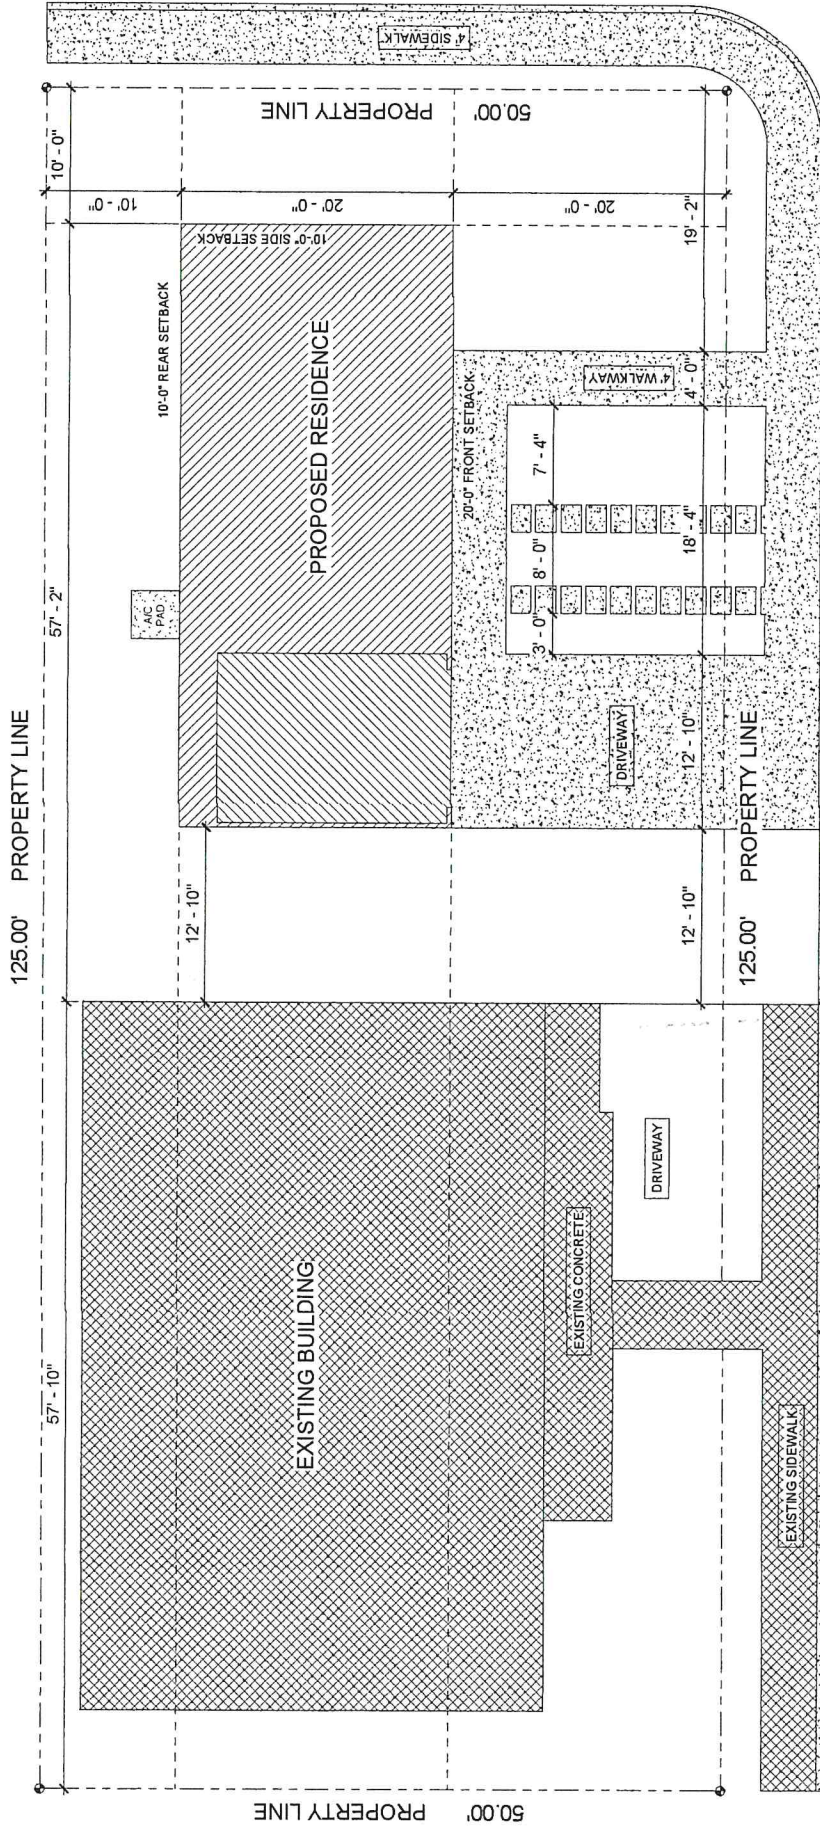 125.00' PROPERTY LINE
57' - 10"
57' - 2"
10' - 0"
50.00' PROPERTY LINE
EXISTING BUILDING
12' - 10"
A/C
PAD
10'-0" REAR SETBACK
PROPOSED RESIDENCE
10'-0" SIDE SETBACK
10' - 0"
20' - 0"
20' - 0"
50.00' PROPERTY LINE
4' SIDEWALK
EXISTING CONCRETE
DRIVEWAY
EXISTING SIDEWALK
20'-0" FRONT SETBACK
3' - 0"
8' - 0"
7' - 4"
4' WALKWAY
DRIVEWAY
12' - 10"
12' - 10"
18' - 4"
4' - 0"
19' - 2"
125.00' PROPERTY LINE